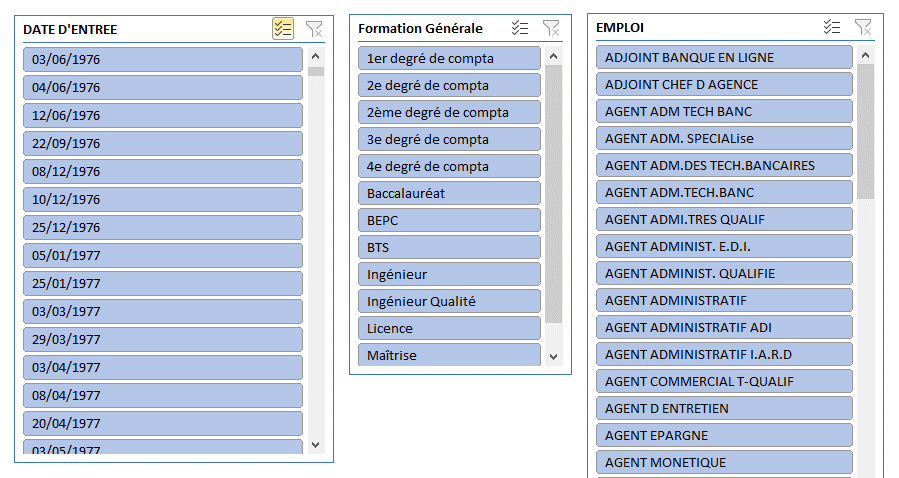 DATE D'ENTREE
03/06/1976
04/06/1976
12/06/1976
22/09/1976
08/12/1976
10/12/1976
25/12/1976
05/01/1977
25/01/1977
03/03/1977
29/03/1977
03/04/1977
08/04/1977
20/04/1977
03/05/1977
Formation Générale
1er degré de compta
2e degré de compta
2ème degré de compta
3e degré de compta
4e degré de compta
Baccalauréat
BEPC
BTS
Ingénieur
Ingénieur Qualité
Licence
Maîtrise
EMPLOI
ADJOINT BANQUE EN LIGNE
ADJOINT CHEF D AGENCE
AGENT ADM TECH BANC
AGENT ADM. SPECIALise
AGENT ADM.DES TECH.BANCAIRES
AGENT ADM.TECH.BANC
AGENT ADMI.TRES QUALIF
AGENT ADMINIST. E.D.I.
AGENT ADMINIST. QUALIFIE
AGENT ADMINISTRATIF
AGENT ADMINISTRATIF ADI
AGENT ADMINISTRATIF I.A.R.D
AGENT COMMERCIAL T-QUALIF
AGENT D ENTRETIEN
AGENT EPARGNE
AGENT MONETIQUE